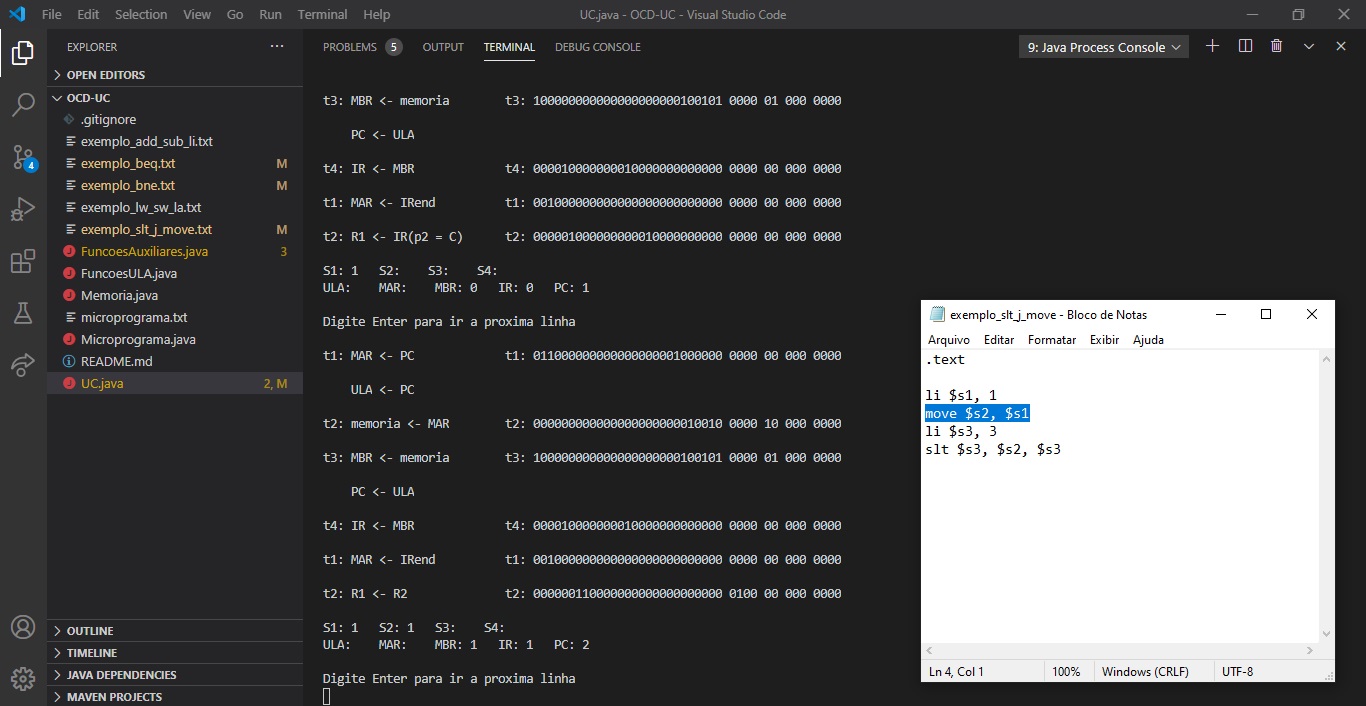 File Edit Selection View Go Run Terminal Help UC.java - OCD-UC - Visual Studio Code
EXPLORER
OPEN EDITORS
OCD-UC
.gitignore
exemplo_add_sub_li.txt
exemplo_beq.txt M
exemplo_bne.txt M
exemplo_lw_sw_la.txt
exemplo_slt_j_move.txt M
FuncoesAuxiliares.java 3
FuncoesULA.java
Memoria.java
microprograma.txt
Microprograma.java
README.md
UC.java 2, M
4
OUTLINE
TIMELINE
JAVA DEPENDENCIES
MAVEN PROJECTS
PROBLEMS 5 OUTPUT TERMINAL DEBUG CONSOLE 9: Java Process Console
t3: MBR <- memoria t3: 10000000000000000000100101 0000 01 000 0000
PC <- ULA
t4: IR <- MBR t4: 00001000000010000000000000 0000 00 000 0000
t1: MAR <- IRend t1: 00100000000000000000000000 0000 00 000 0000
t2: R1 <- IR(p2 = C) t2: 00000100000000010000000000 0000 00 000 0000
S1: 1 S2: S3: S4:
ULA: MAR: MBR: 0 IR: 0 PC: 1
Digite Enter para ir a proxima linha
t1: MAR <- PC t1: 01100000000000000001000000 0000 00 000 0000
ULA <- PC
t2: memoria <- MAR t2: 00000000000000000000010010 0000 10 000 0000
t3: MBR <- memoria t3: 10000000000000000000100101 0000 01 000 0000
PC <- ULA
t4: IR <- MBR t4: 00001000000010000000000000 0000 00 000 0000
t1: MAR <- IRend t1: 00100000000000000000000000 0000 00 000 0000
t2: R1 <- R2 t2: 00000011000000000000000000 0100 00 000 0000
S1: 1 S2: 1 S3: S4:
ULA: MAR: MBR: 1 IR: 1 PC: 2
Digite Enter para ir a proxima linha
exemplo_slt_j_move - Bloco de Notas
Arquivo Editar Formatar Exibir Ajuda
.text
li $s1, 1
move $s2, $s1
li $s3, 3
slt $s3, $s2, $s3
Ln 4, Col 1 100% Windows (CRLF) UTF-8